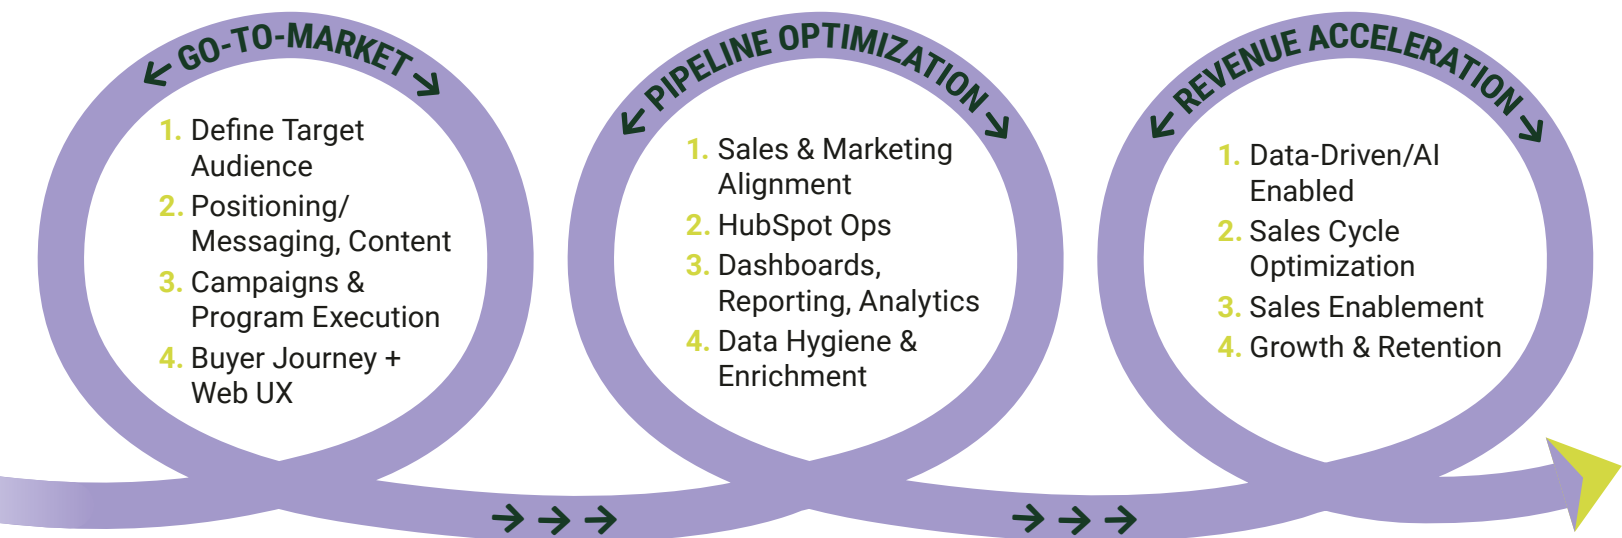 GO-TO-MARKET
1. Define Target
Audience
2. Positioning/
Messaging, Content
3. Campaigns &
Program Execution
4. Buyer Journey +
Web UX
PIPELINE OPTIMIZATION
1. Sales & Marketing
Alignment
2. HubSpot Ops
3. Dashboards,
Reporting, Analytics
4. Data Hygiene &
Enrichment
REVENUE ACCELERATION
1. Data-Driven/AI
Enabled
2. Sales Cycle
Optimization
3. Sales Enablement
4. Growth & Retention